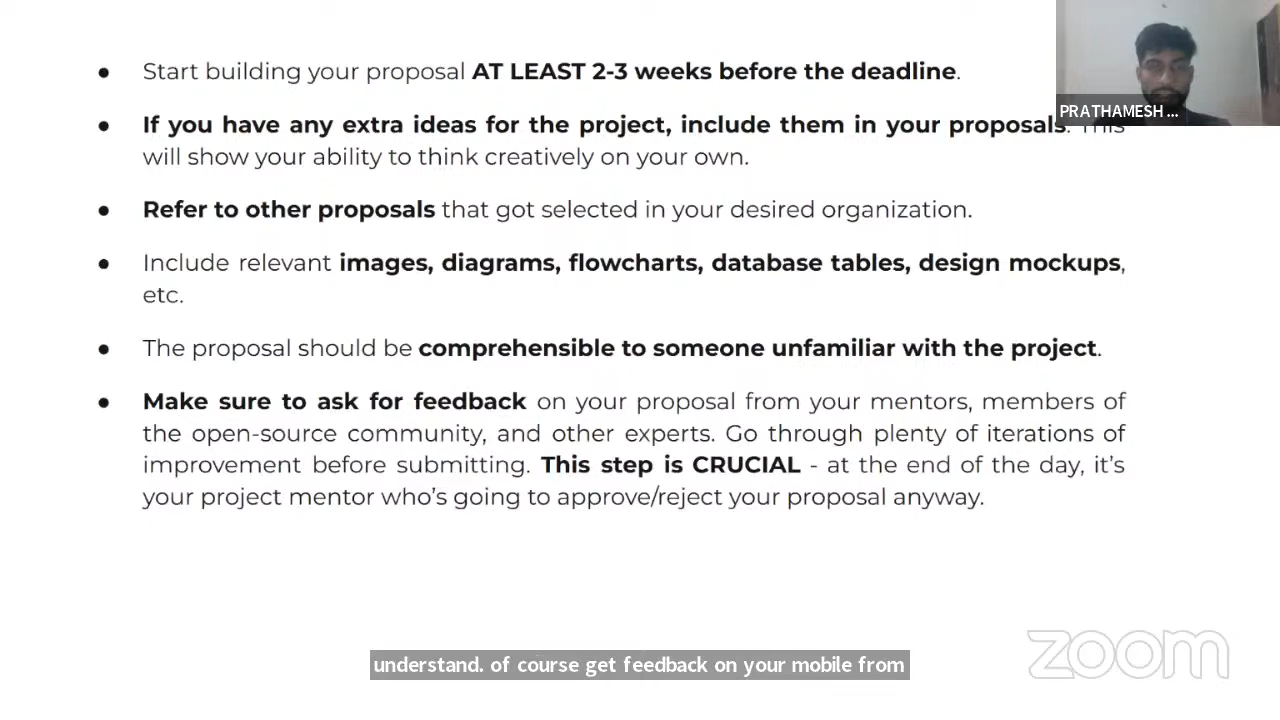 ● Start building your proposal AT LEAST 2-3 weeks before the deadline.
● If you have any extra ideas for the project, include them in your proposals. This
will show your ability to think creatively on your own.
● Refer to other proposals that got selected in your desired organization.
● Include relevant images, diagrams, flowcharts, database tables, design mockups,
etc.
● The proposal should be comprehensible to someone unfamiliar with the project.
● Make sure to ask for feedback on your proposal from your mentors, members of
the open-source community, and other experts. Go through plenty of iterations of
improvement before submitting. This step is CRUCIAL - at the end of the day, it's
your project mentor who's going to approve/reject your proposal anyway.
PRATHAMESH ...
understand. of course get feedback on your mobile from
zoom